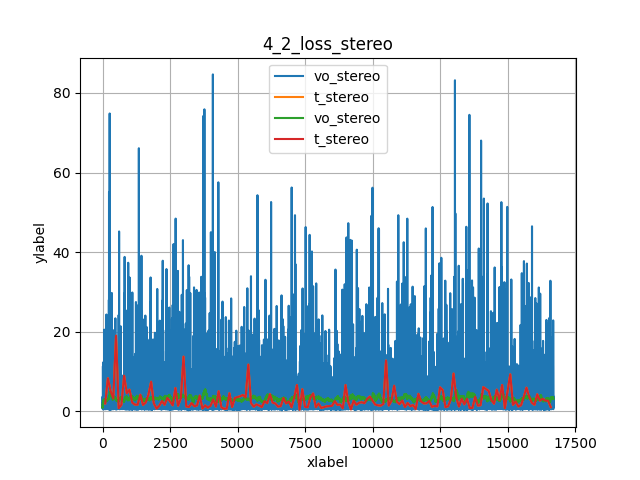 4_2_loss_stereo
vo_stereo
t_stereo
vo_stereo
t_stereo
ylabel
80
60
40
20
0
0 2500 5000 7500 10000 12500 15000 17500
xlabel